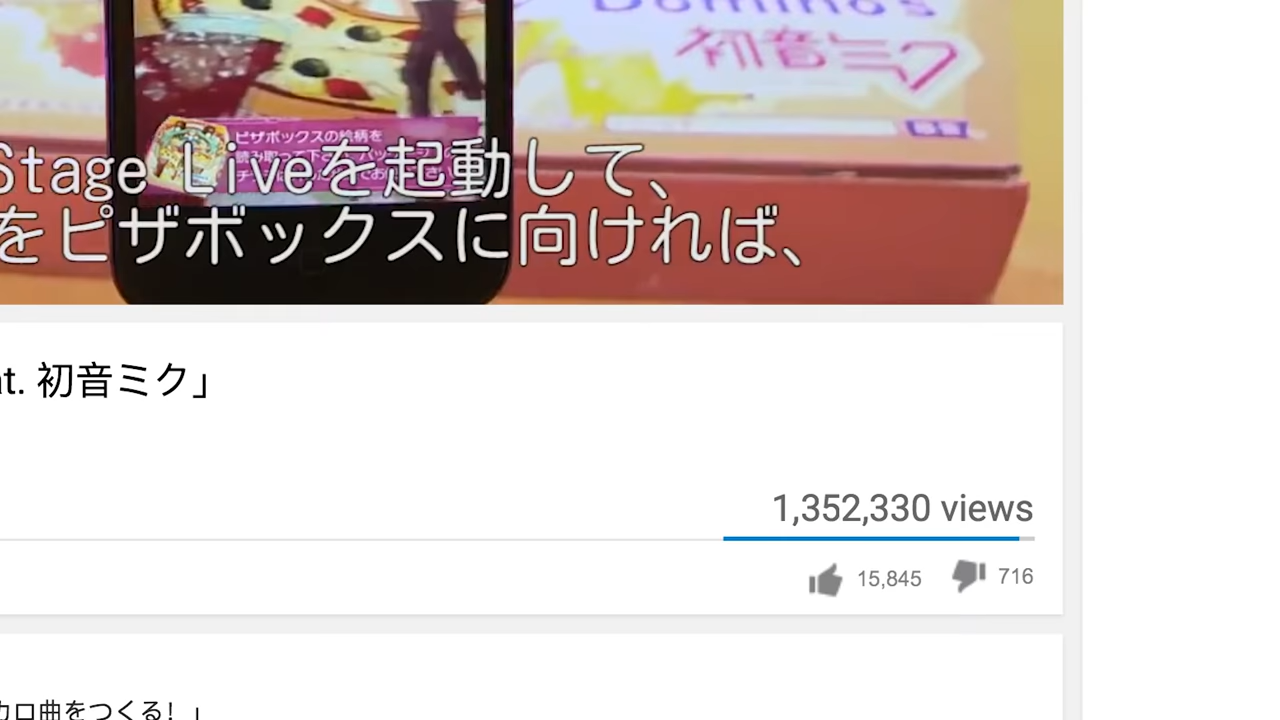 Domino's
初音ミク
ピザボックスの絵柄を
Stage Liveを起動して、
をピザボックスに向ければ、
at. 初音ミク」
1,352,330 views
15,845
716
カロ曲をつくる！」